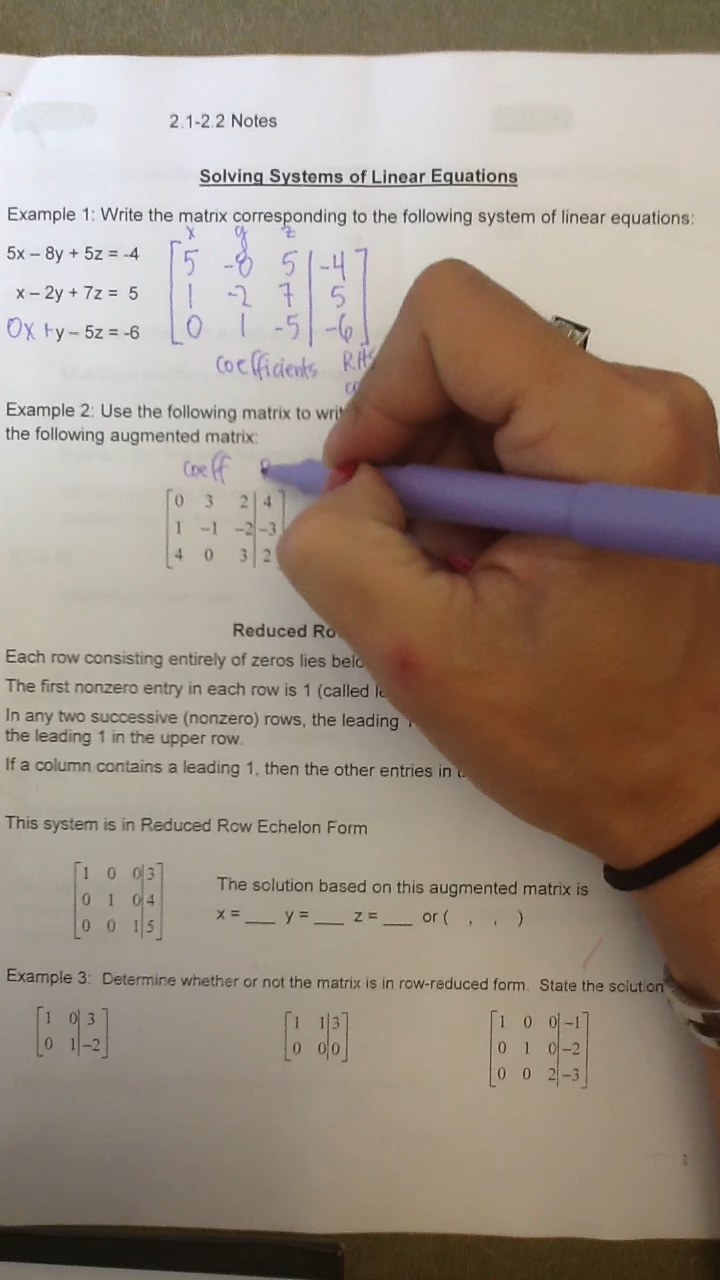 2.1-2.2 Notes
Solving Systems of Linear Equations
Example 1: Write the matrix corresponding to the following system of linear equations:
x y z
5x – 8y + 5z = -4 [5 -8 5 | -4]
x – 2y + 7z = 5 [1 -2 7 | 5]
0x + y – 5z = -6 [0 1 -5 | -6]
coefficients RHS
Example 2: Use the following matrix to
the following augmented matrix:
coeff
[0 3 2 | 4]
1 -1 -2 | -3
4 0 3 | 2
Reduced
Each row consisting entirely of zeros lies
The first nonzero entry in each row is 1 (called
In any two successive (nonzero) rows, the leading
the leading 1 in the upper row.
If a column contains a leading 1, then the other entries in
This system is in Reduced Row Echelon Form
[1 0 0 | 3]
0 1 0 | 4 The solution based on this augmented matrix is
0 0 1 | 5 x = ___ y = ___ z = ___ or ( , , )
Example 3: Determine whether or not the matrix is in row-reduced form. State the solution
[1 0 | 3] [1 1 | 3] [1 0 0 | -1]
[0 1 | -2] [0 0 | 0] [0 1 0 | -2]
[0 0 2 | -3]
1